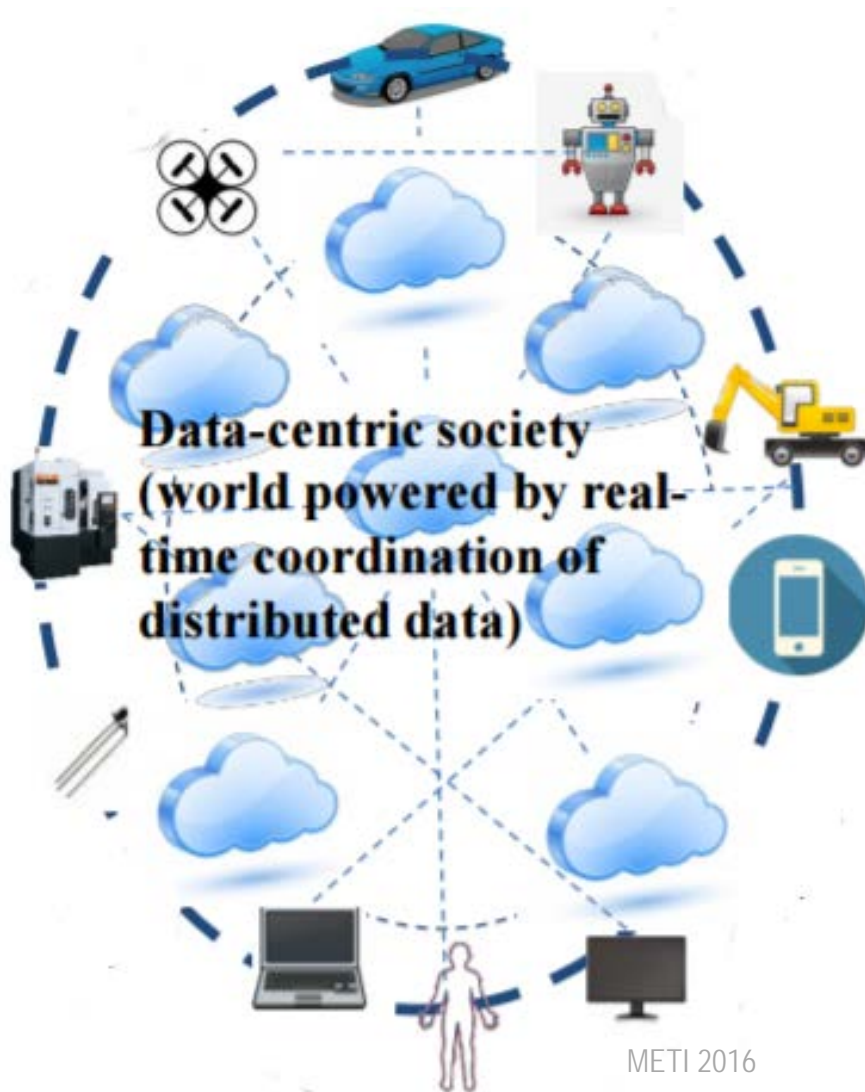 Data-centric society
(world powered by real-
time coordination of
distributed data)
METI 2016